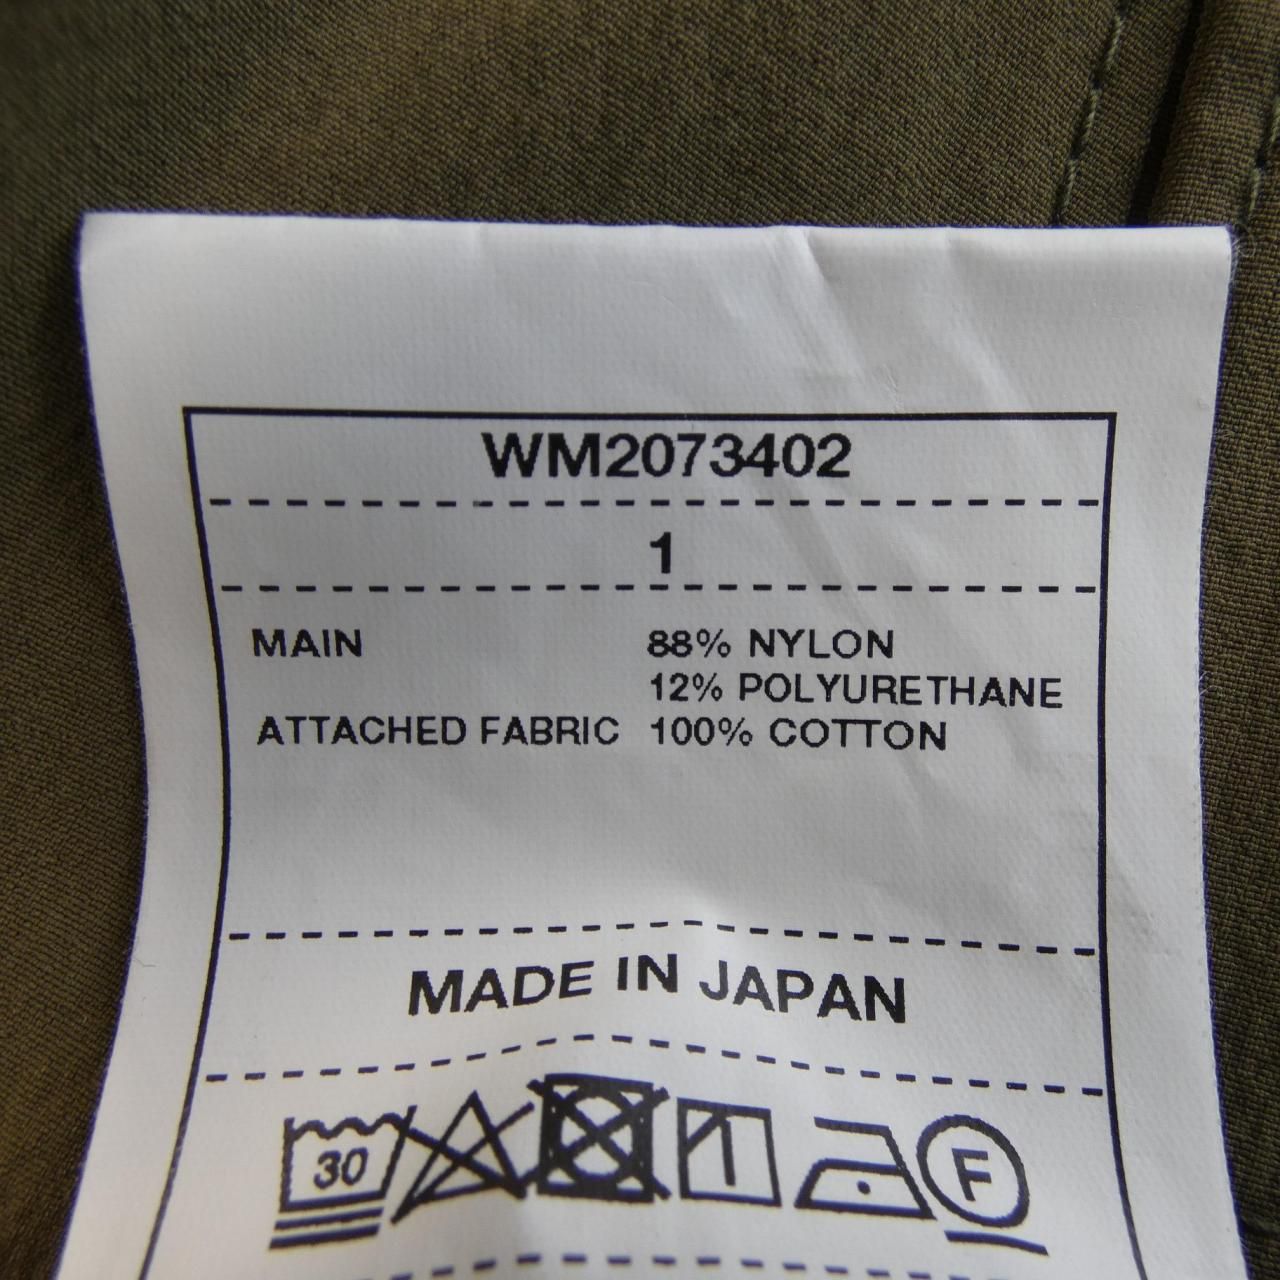 WM2073402
1
MAIN 88% NYLON
12% POLYURETHANE
ATTACHED FABRIC 100% COTTON
MADE IN JAPAN
30 F